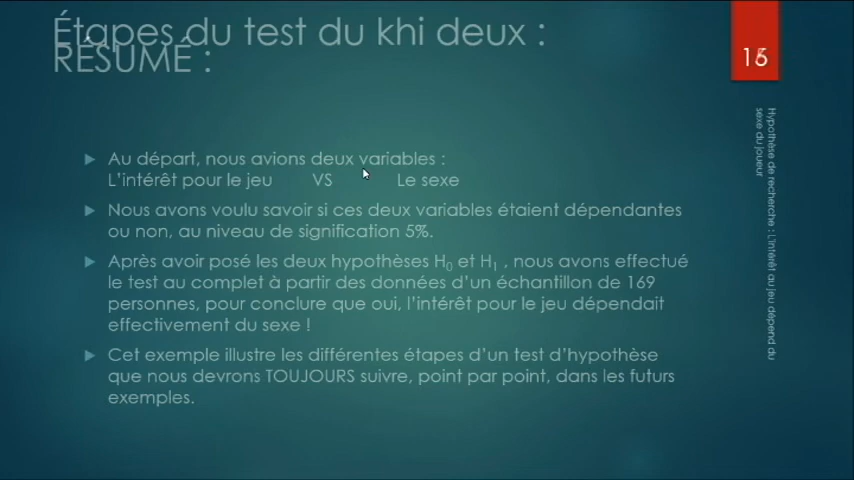 Étapes du test du khi deux :
RÉSUMÉ :
Au départ, nous avions deux variables :
L'intérêt pour le jeu VS Le sexe
Nous avons voulu savoir si ces deux variables étaient dépendantes
ou non, au niveau de signification 5%.
Après avoir posé les deux hypothèses H₀ et H₁ , nous avons effectué
le test au complet à partir des données d'un échantillon de 169
personnes, pour conclure que oui, l'intérêt pour le jeu dépendait
effectivement du sexe !
Cet exemple illustre les différentes étapes d'un test d'hypothèse
que nous devrons TOUJOURS suivre, point par point, dans les futurs
exemples.
Hypothèse de recherche : L'intérêt au jeu dépend du
sexe du joueur